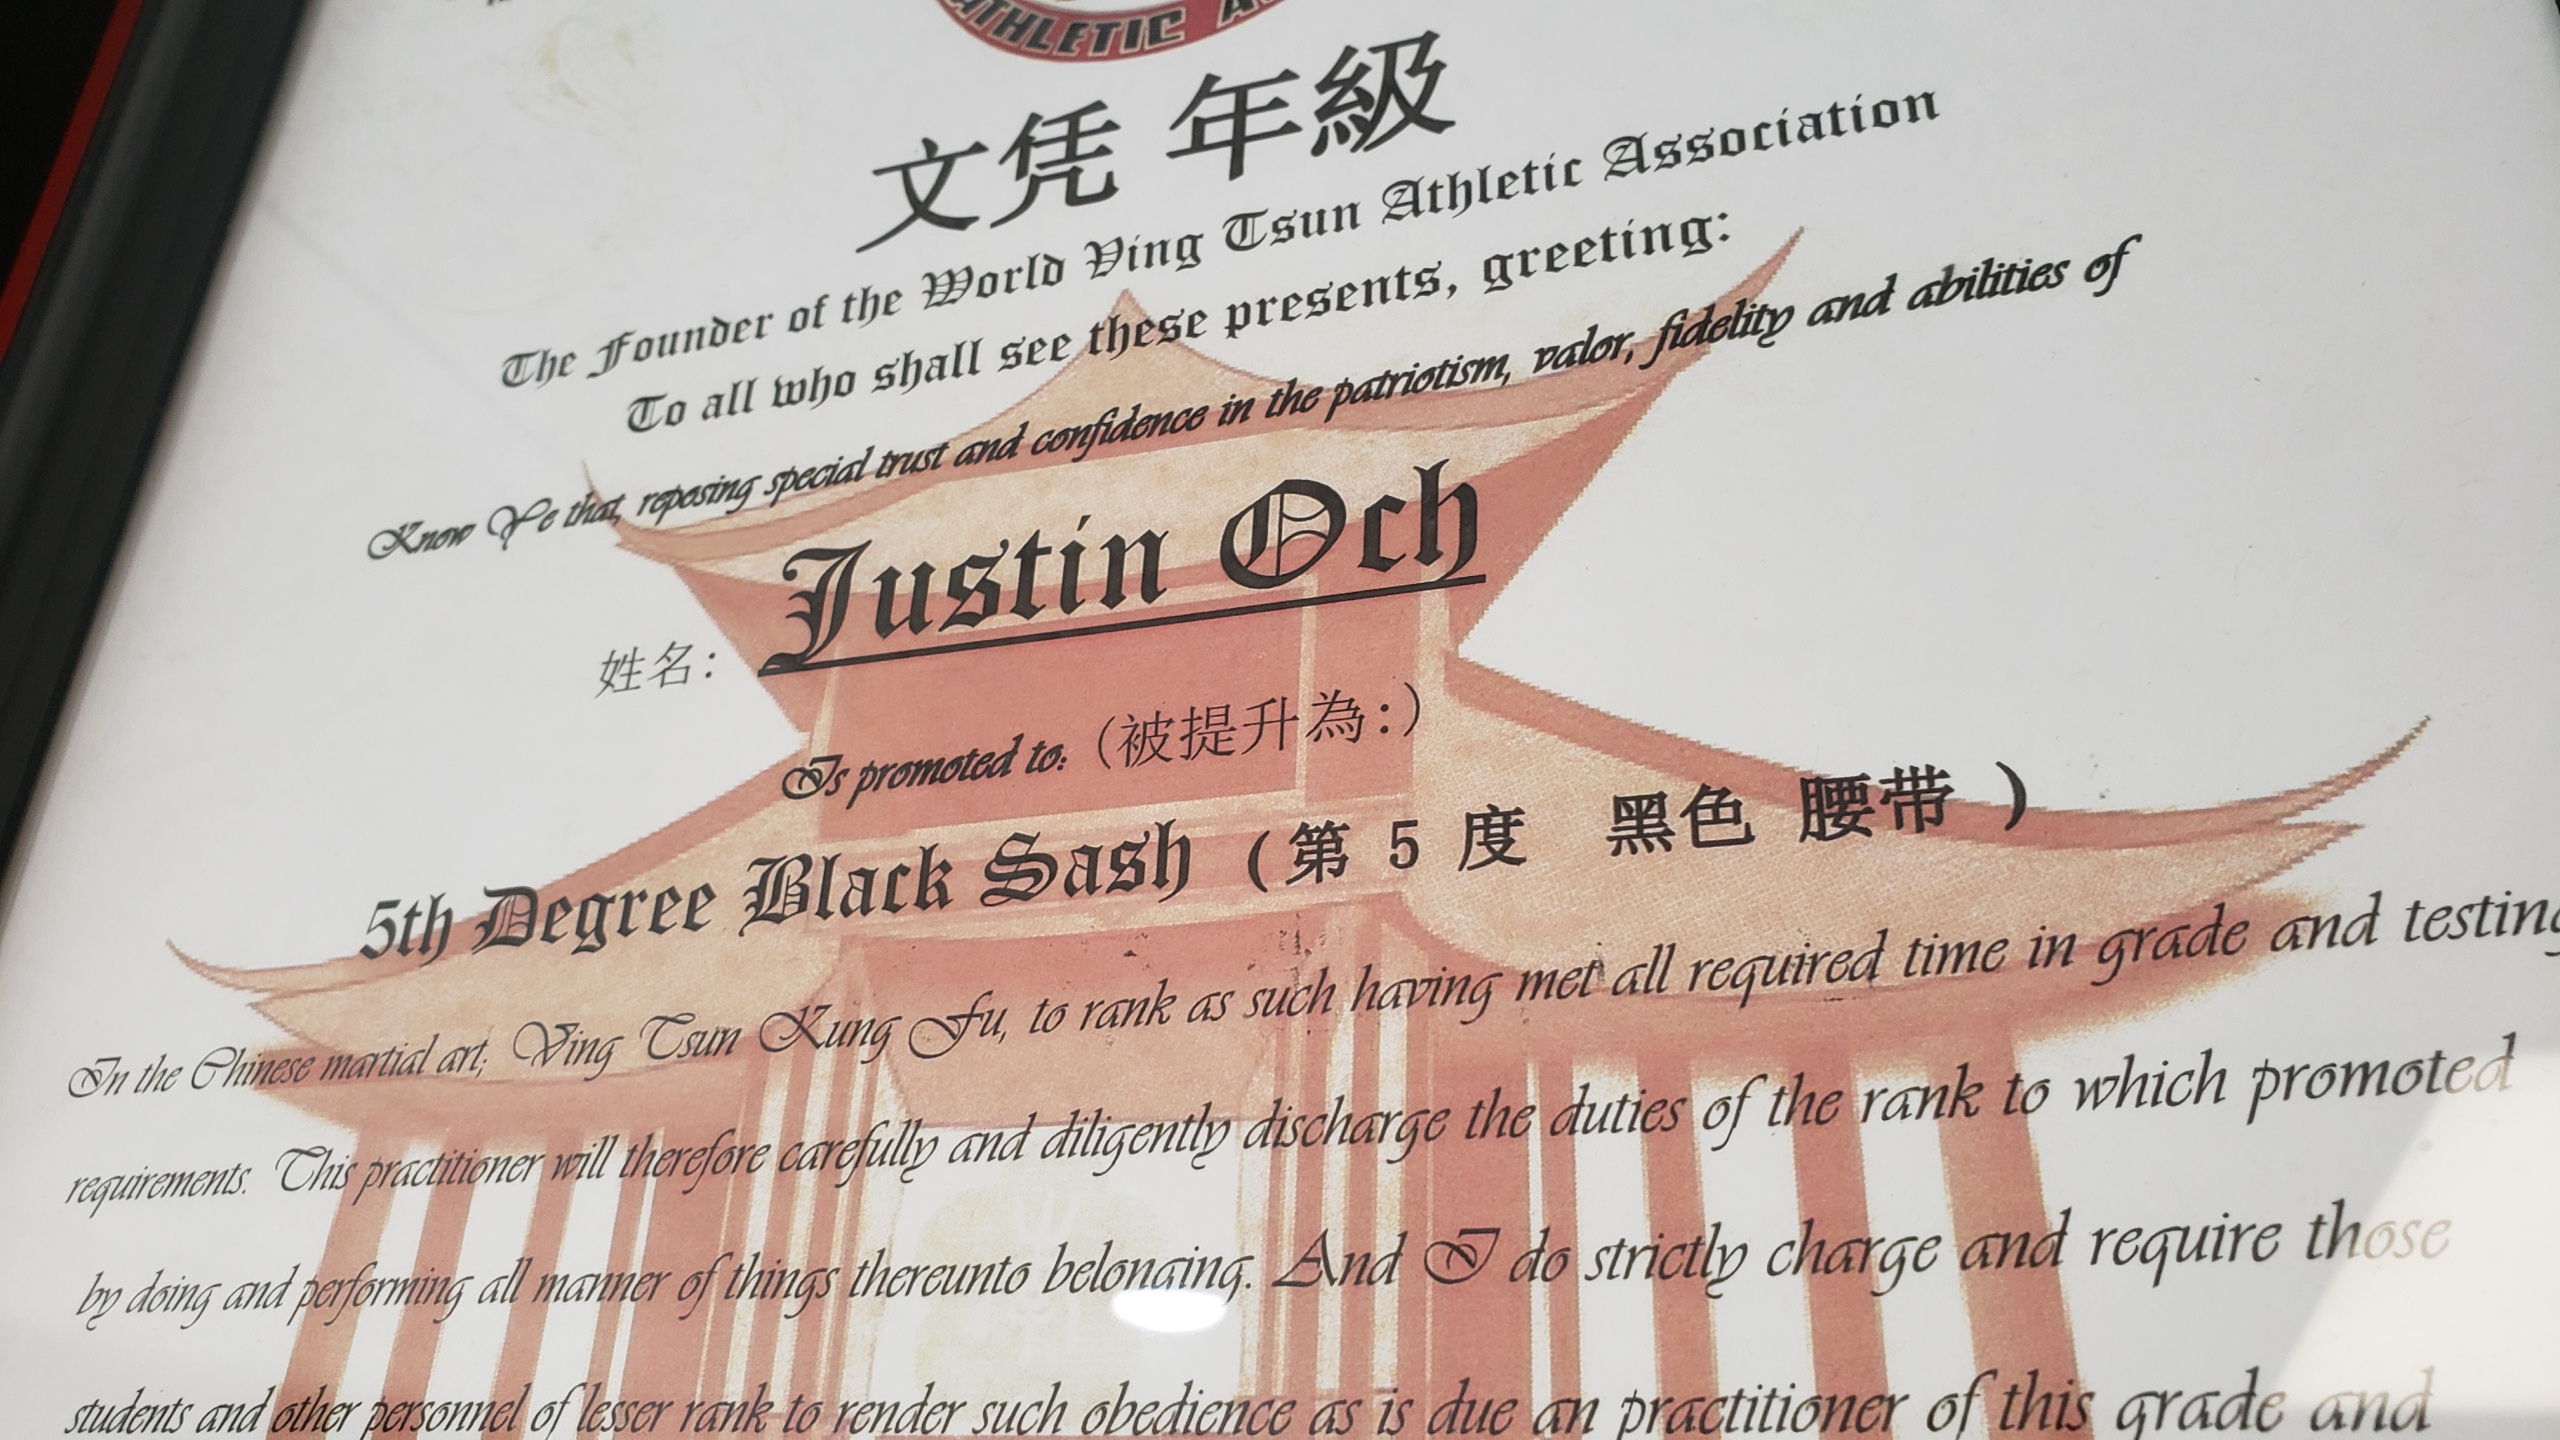 ATHLETIC
文凭 年級
The Founder of the World Ving Tsun Athletic Association
To all who shall see these presents, greeting:
Know Ye that, reposing special trust and confidence in the patriotism, valor, fidelity and abilities of
Justin Och
姓名:
Is promoted to: (被提升為:)
5th Degree Black Sash (第 5 度 黑色 腰带 )
In the Chinese martial art; Ving Tsun Kung Fu, to rank as such having met all required time in grade and testing
requirements. This practitioner will therefore carefully and diligently discharge the duties of the rank to which promoted
by doing and performing all manner of things thereunto belonging. And I do strictly charge and require those
students and other personnel of lesser rank to render such obedience as is due an practitioner of this grade and